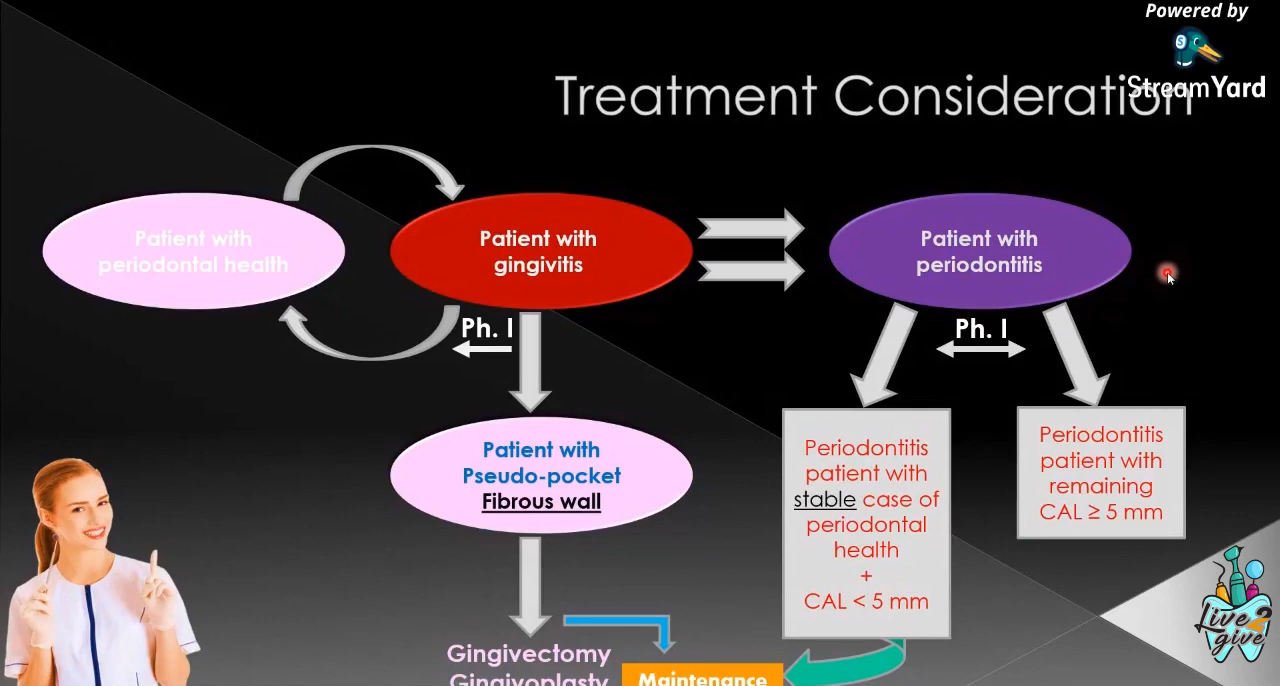 Powered by
StreamYard
Treatment Consideration
Patient with
periodontal health
Patient with
gingivitis
Patient with
periodontitis
Ph. I
Ph. I
Patient with
Pseudo-pocket
Fibrous wall
Periodontitis
patient with
stable case of
periodontal
health
+
CAL < 5 mm
Periodontitis
patient with
remaining
CAL ≥ 5 mm
Gingivectomy
Gingivoplasty
Maintenance
Live 2
give